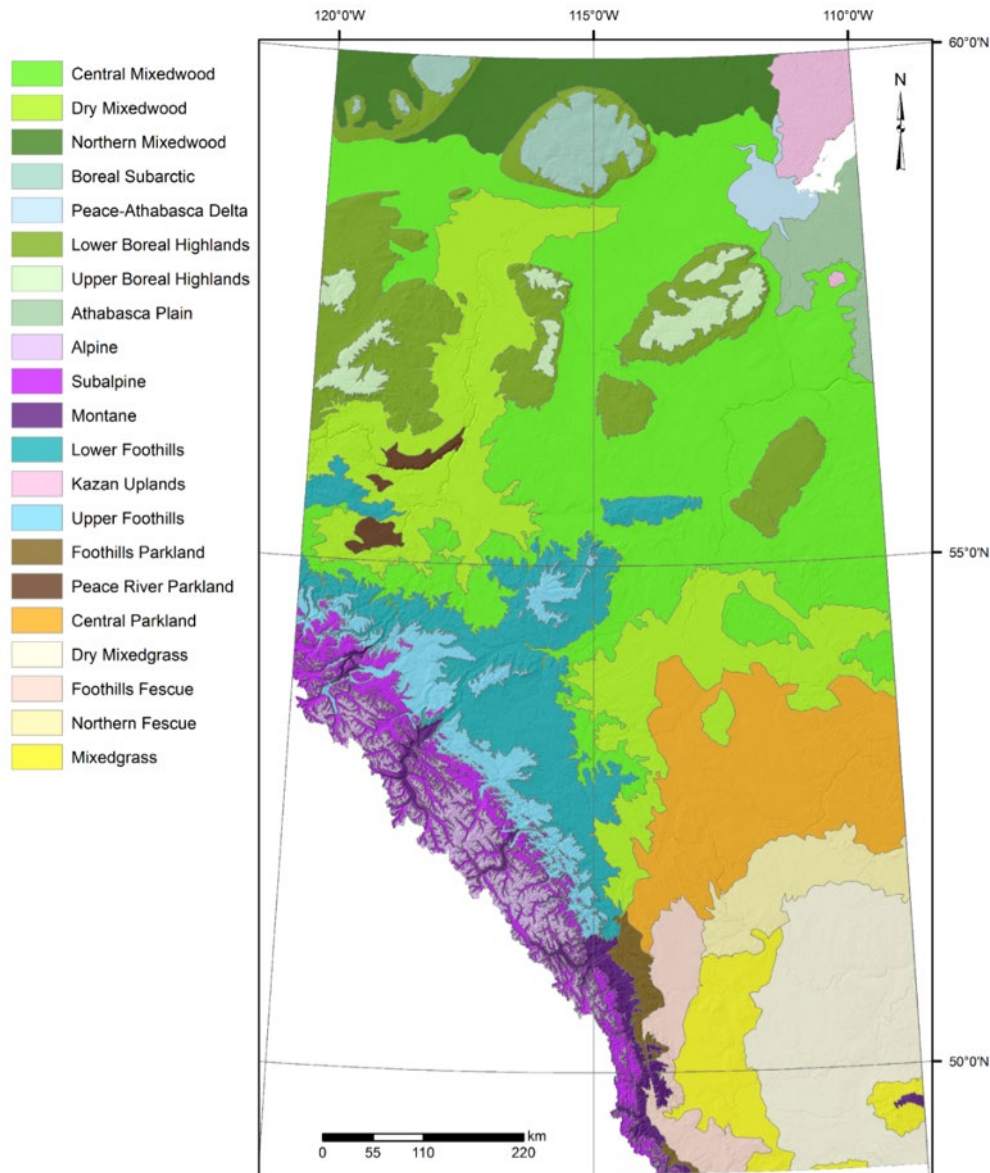 120°0'W
115°0'W
110°0'W
60°0'N
N
Central Mixedwood
Dry Mixedwood
Northern Mixedwood
Boreal Subarctic
Peace-Athabasca Delta
Lower Boreal Highlands
Upper Boreal Highlands
Athabasca Plain
Alpine
Subalpine
Montane
Lower Foothills
Kazan Uplands
Upper Foothills
Foothills Parkland
Peace River Parkland
Central Parkland
Dry Mixedgrass
Foothills Fescue
Northern Fescue
Mixedgrass
55°0'N
50°0'N
km
0 55 110 220